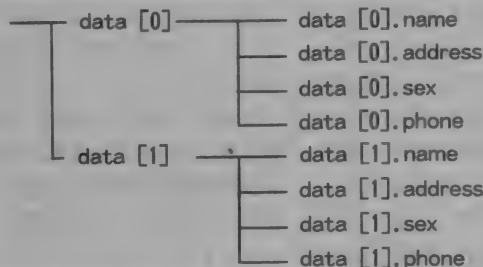 data [0] data [0].name
data [0].address
data [0].sex
data [0].phone
data [1] data [1].name
data [1].address
data [1].sex
data [1].phone